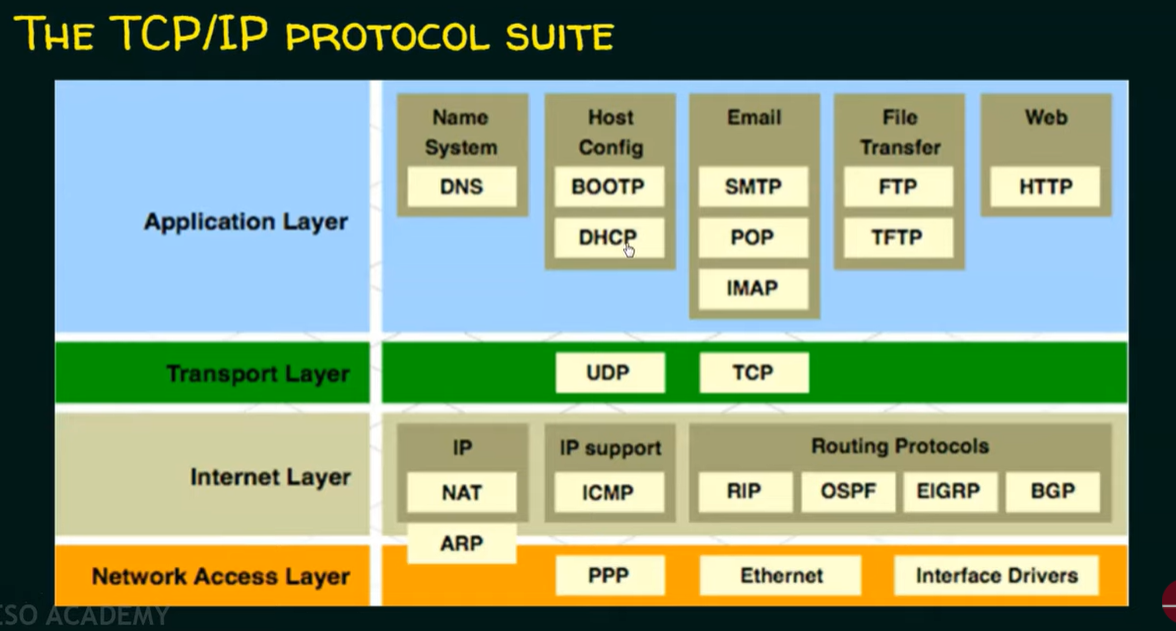 THE TCP/IP PROTOCOL SUITE
Application Layer
Name
System
DNS
Host
Config
BOOTP
DHCP
Email
SMTP
POP
IMAP
File
Transfer
FTP
TFTP
Web
HTTP
Transport Layer
UDP
TCP
Internet Layer
IP
NAT
ARP
IP support
ICMP
Routing Protocols
RIP
OSPF
EIGRP
BGP
Network Access Layer
PPP
Ethernet
Interface Drivers
ESO ACADEMY